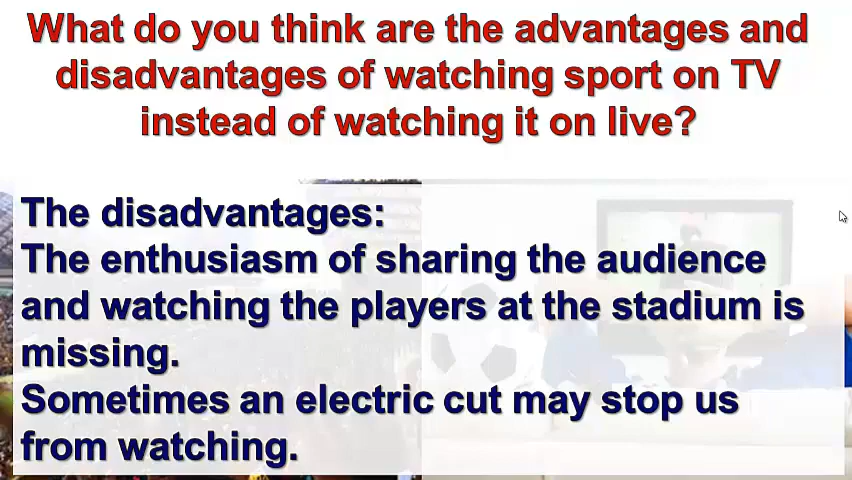 What do you think are the advantages and
disadvantages of watching sport on TV
instead of watching it on live?
The disadvantages:
The enthusiasm of sharing the audience
and watching the players at the stadium is
missing.
Sometimes an electric cut may stop us
from watching.